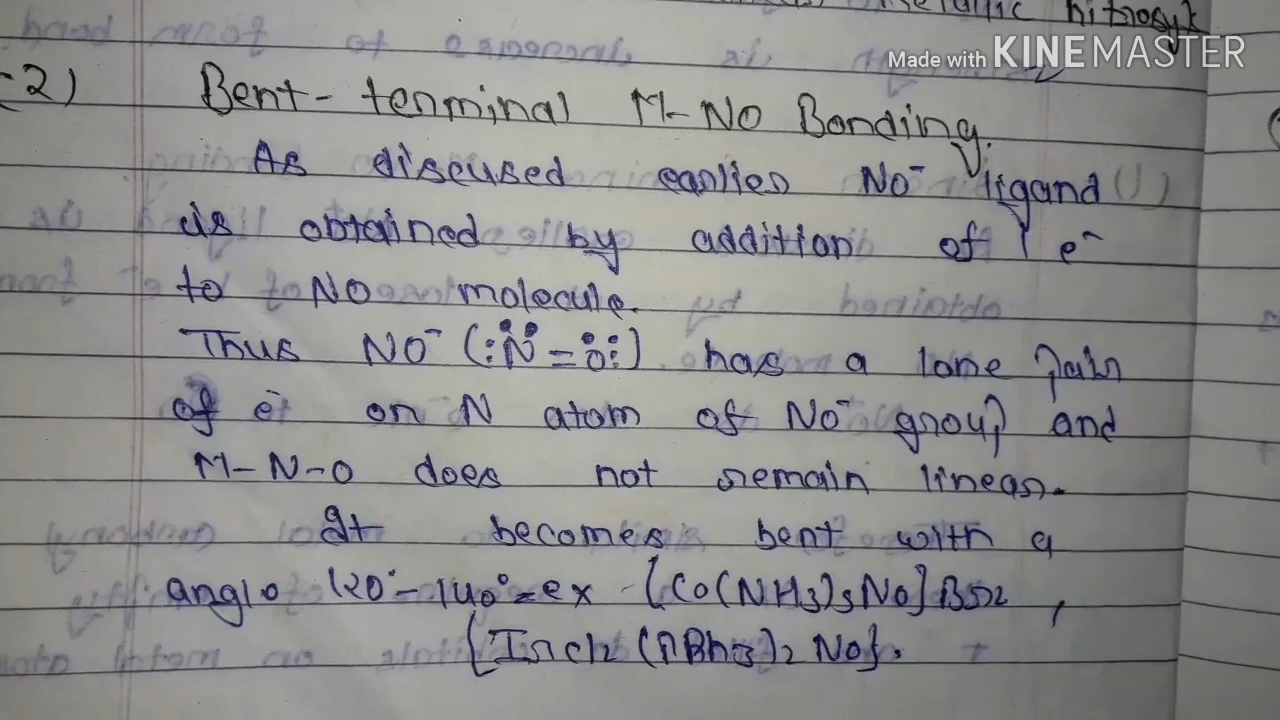 Made with KINEMASTER
2) Bent-terminal M-NO Bonding.
As discused earlier NO⁻ ligand
is obtained by addition of 1 e⁻
to NO molecule.
Thus NO⁻ (:N̈=Ö:) has a lone pair
of e⁻ on N atom of NO⁻ group and
M-N-O does not remain linear.
It becomes bent with a
angle 120°-140° = ex - [Co(NH3)5NO]Br2,
[IrCl2(PPh3)2 NO].